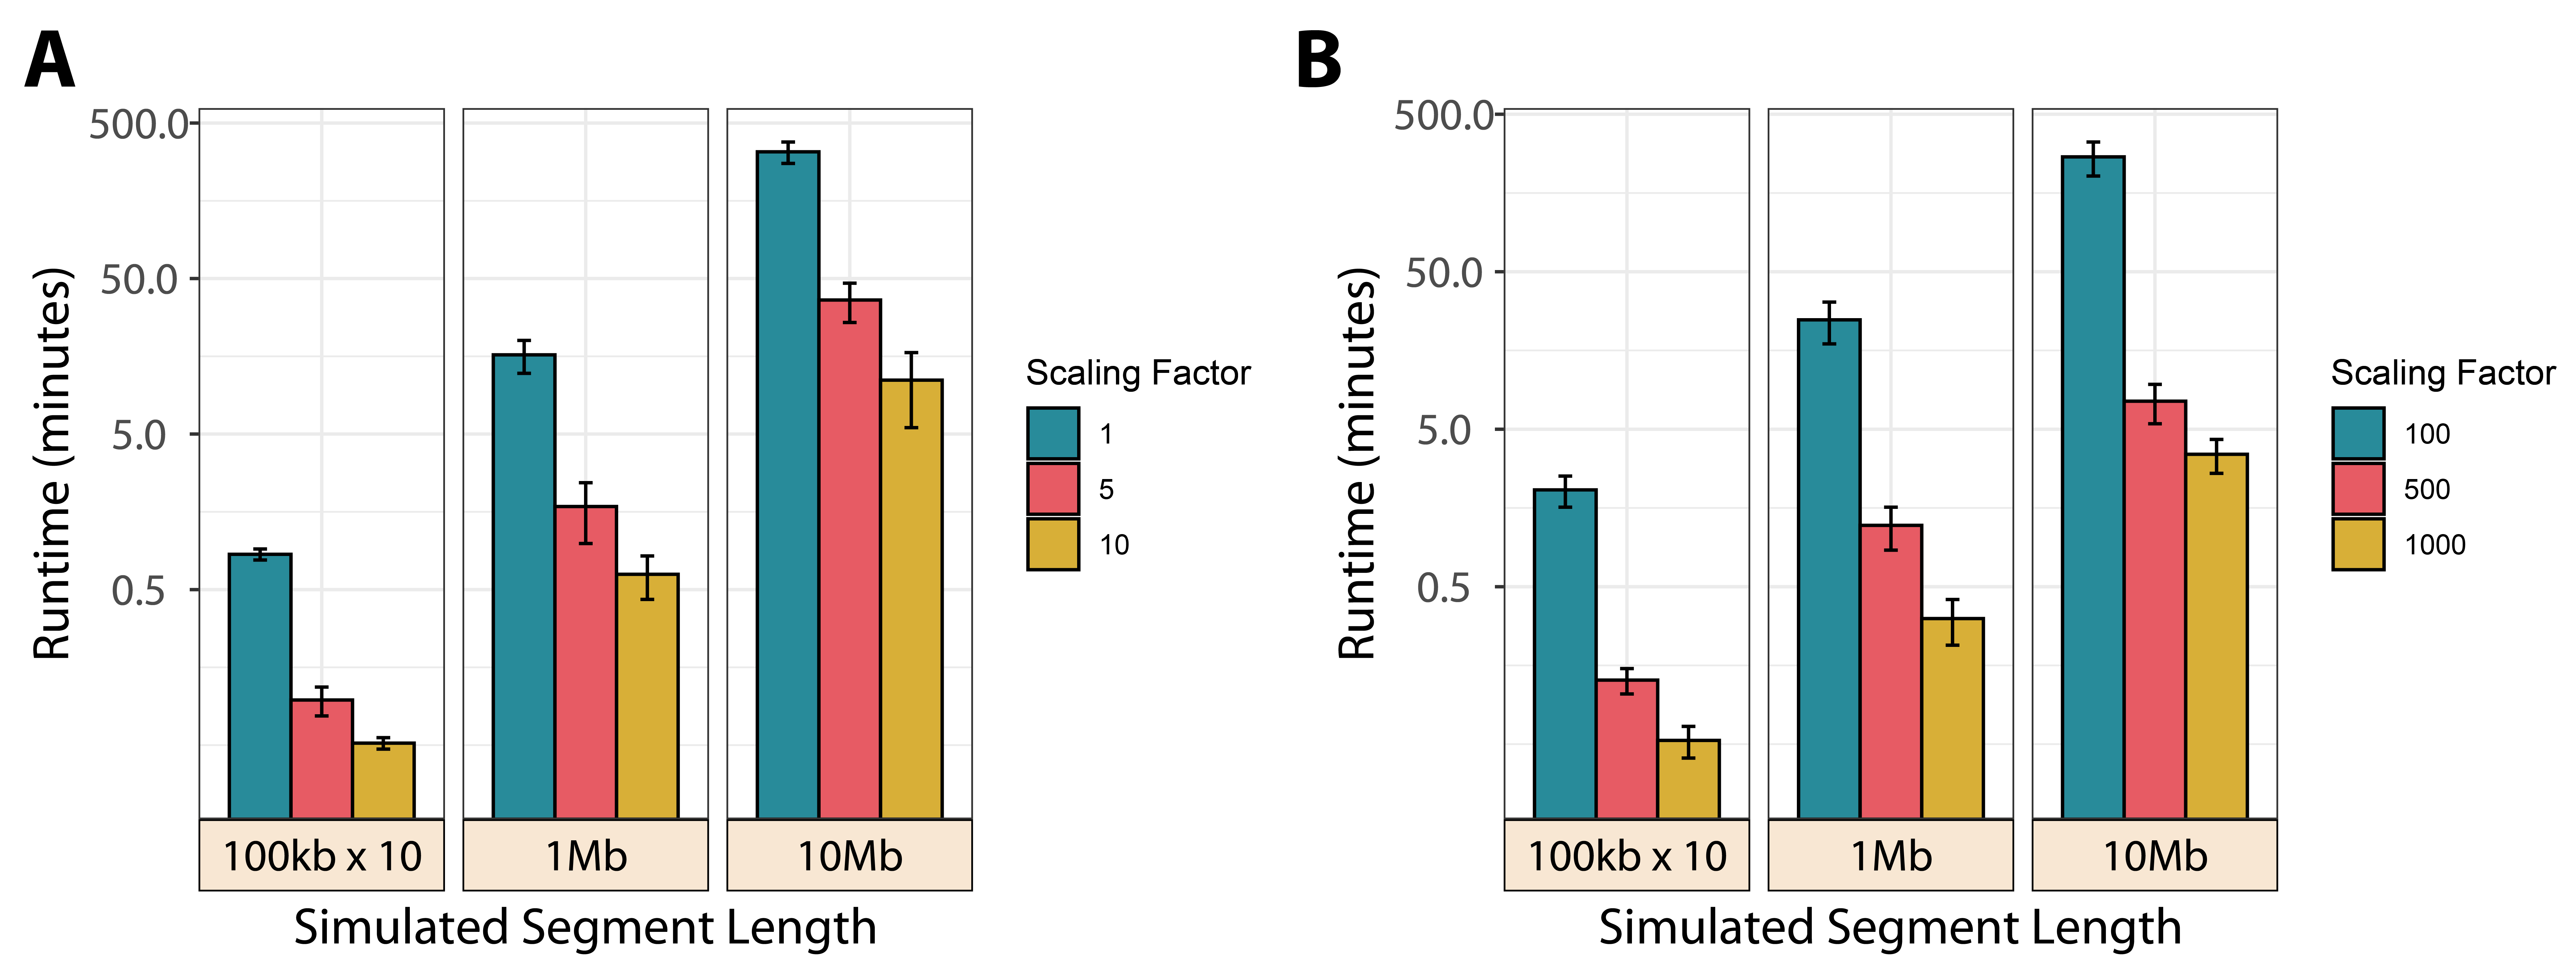 A
500.0
50.0
5.0
0.5
Runtime (minutes)
100kb x 10
1Mb
10Mb
Simulated Segment Length
Scaling Factor
1
5
10
B
500.0
50.0
5.0
0.5
Runtime (minutes)
100kb x 10
1Mb
10Mb
Simulated Segment Length
Scaling Factor
100
500
1000